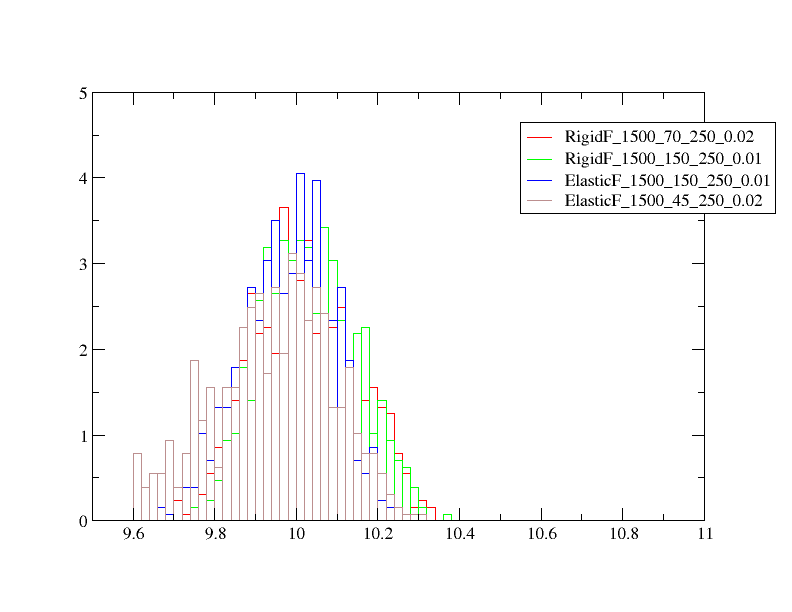 5
4
3
2
1
0
9.6 9.8 10 10.2 10.4 10.6 10.8 11
RigidF_1500_70_250_0.02
RigidF_1500_150_250_0.01
ElasticF_1500_150_250_0.01
ElasticF_1500_45_250_0.02